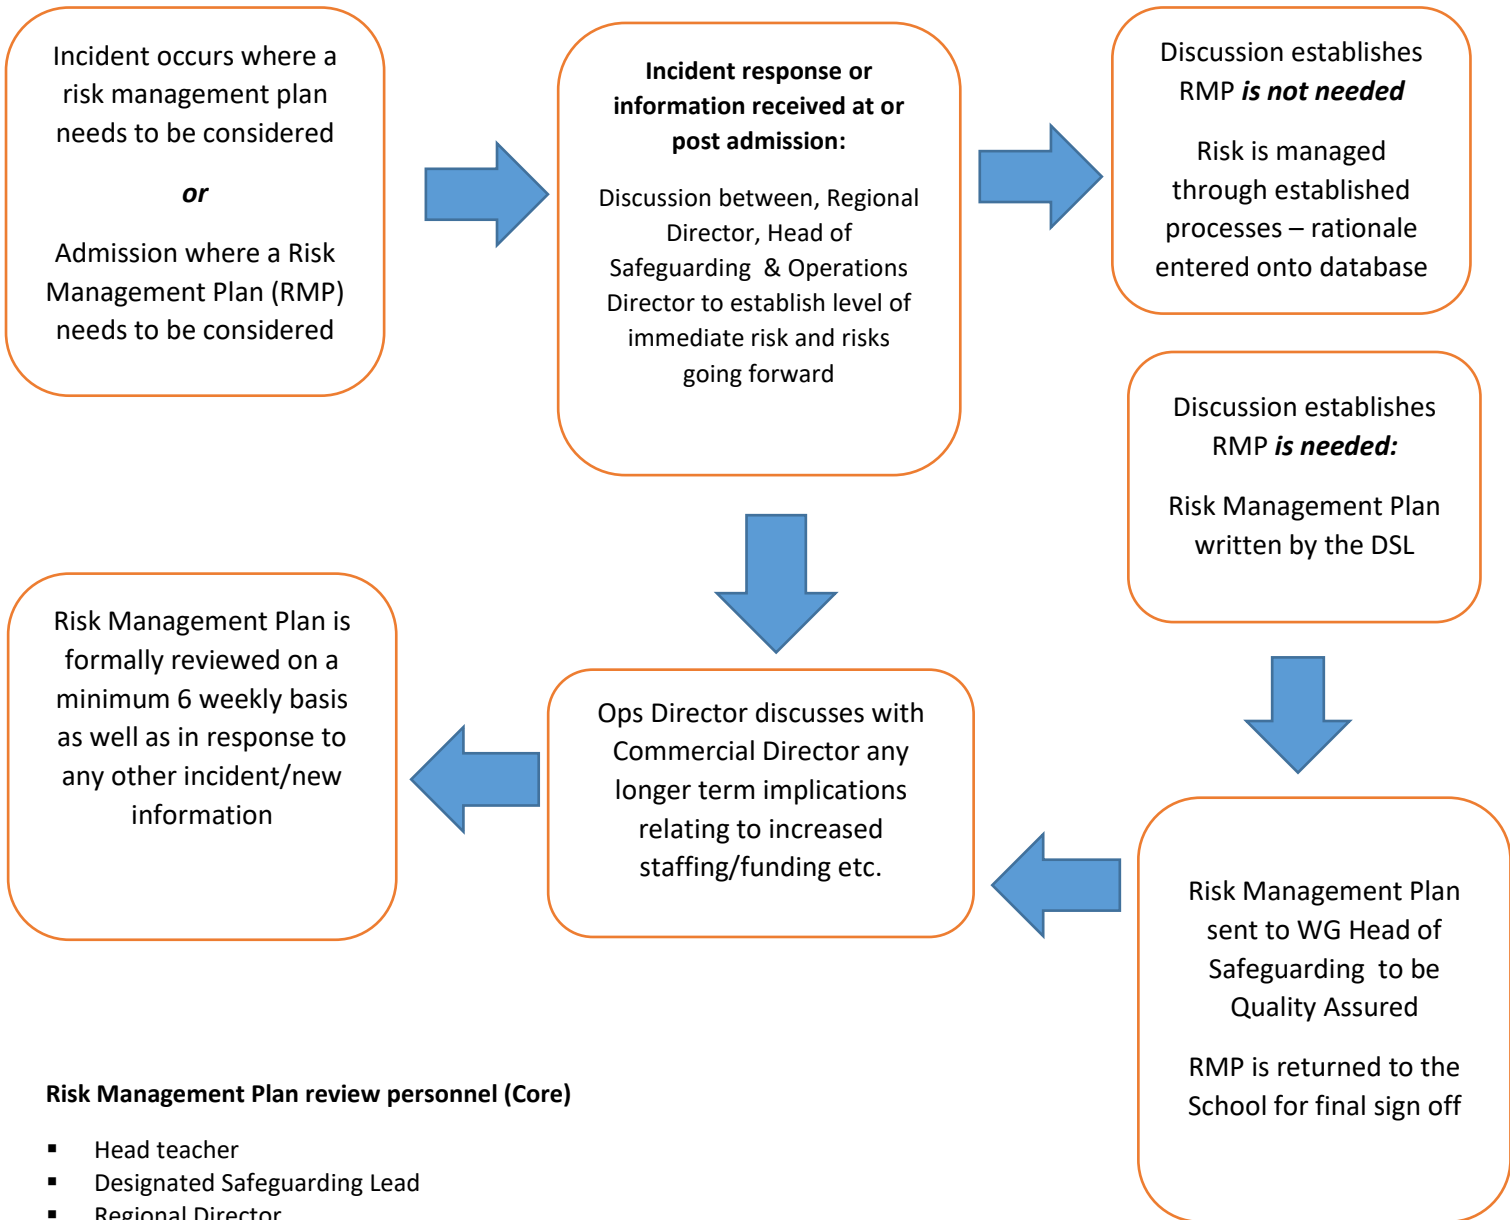 Incident occurs where a
risk management plan
needs to be considered
or
Admission where a Risk
Management Plan (RMP)
needs to be considered
Incident response or
information received at or
post admission:
Discussion between, Regional
Director, Head of
Safeguarding & Operations
Director to establish level of
immediate risk and risks
going forward
Discussion establishes
RMP is not needed
Risk is managed
through established
processes – rationale
entered onto database
Discussion establishes
RMP is needed:
Risk Management Plan
written by the DSL
Risk Management Plan is
formally reviewed on a
minimum 6 weekly basis
as well as in response to
any other incident/new
information
Ops Director discusses with
Commercial Director any
longer term implications
relating to increased
staffing/funding etc.
Risk Management Plan
sent to WG Head of
Safeguarding to be
Quality Assured
RMP is returned to the
School for final sign off
Risk Management Plan review personnel (Core)
▪ Head teacher
▪ Designated Safeguarding Lead
▪ Regional Director